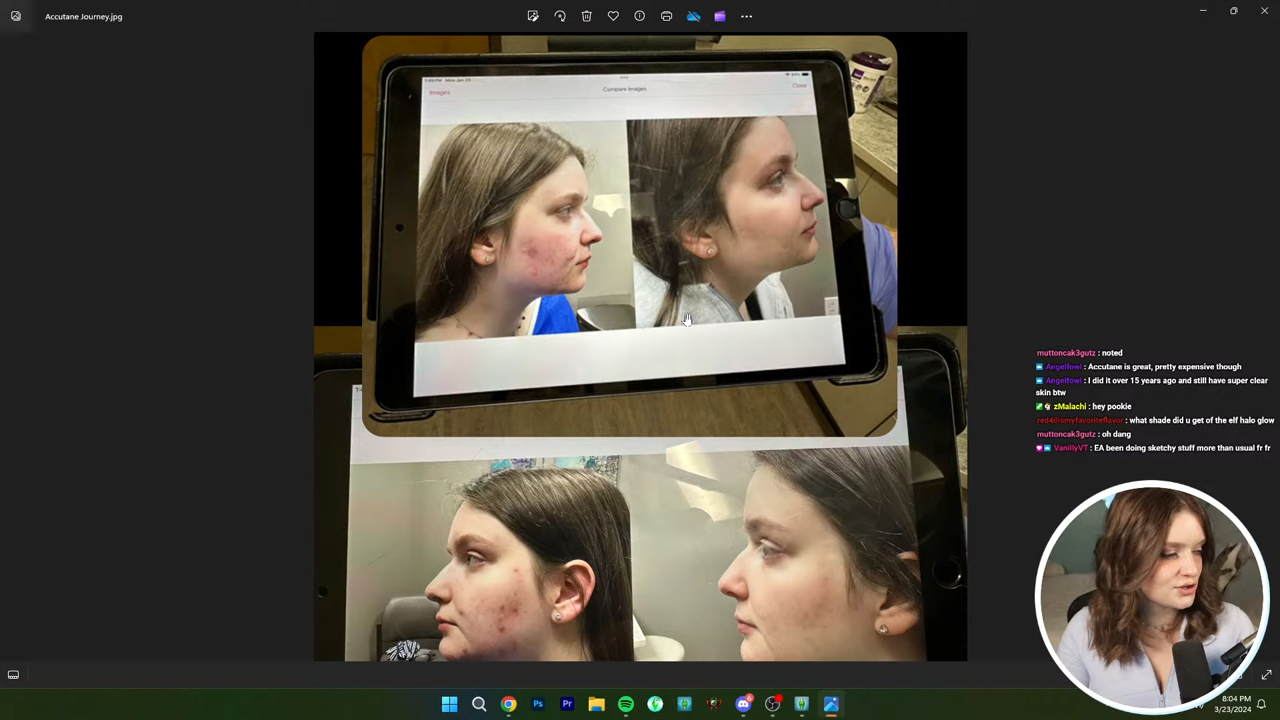 Accutane Journey.jpg
Images
Compare Images
Close
muttoncak3gutz : noted
Angelfowl : Accutane is great, pretty expensive though
Angelfowl : I did it over 15 years ago and still have super clear
skin btw
zMalachi : hey pookie
red40ismyfavoriteflavor : what shade did u get of the elf halo glow
muttoncak3gutz : oh dang
VanillyVT : EA been doing sketchy stuff more than usual fr fr
8:04 PM
3/23/2024